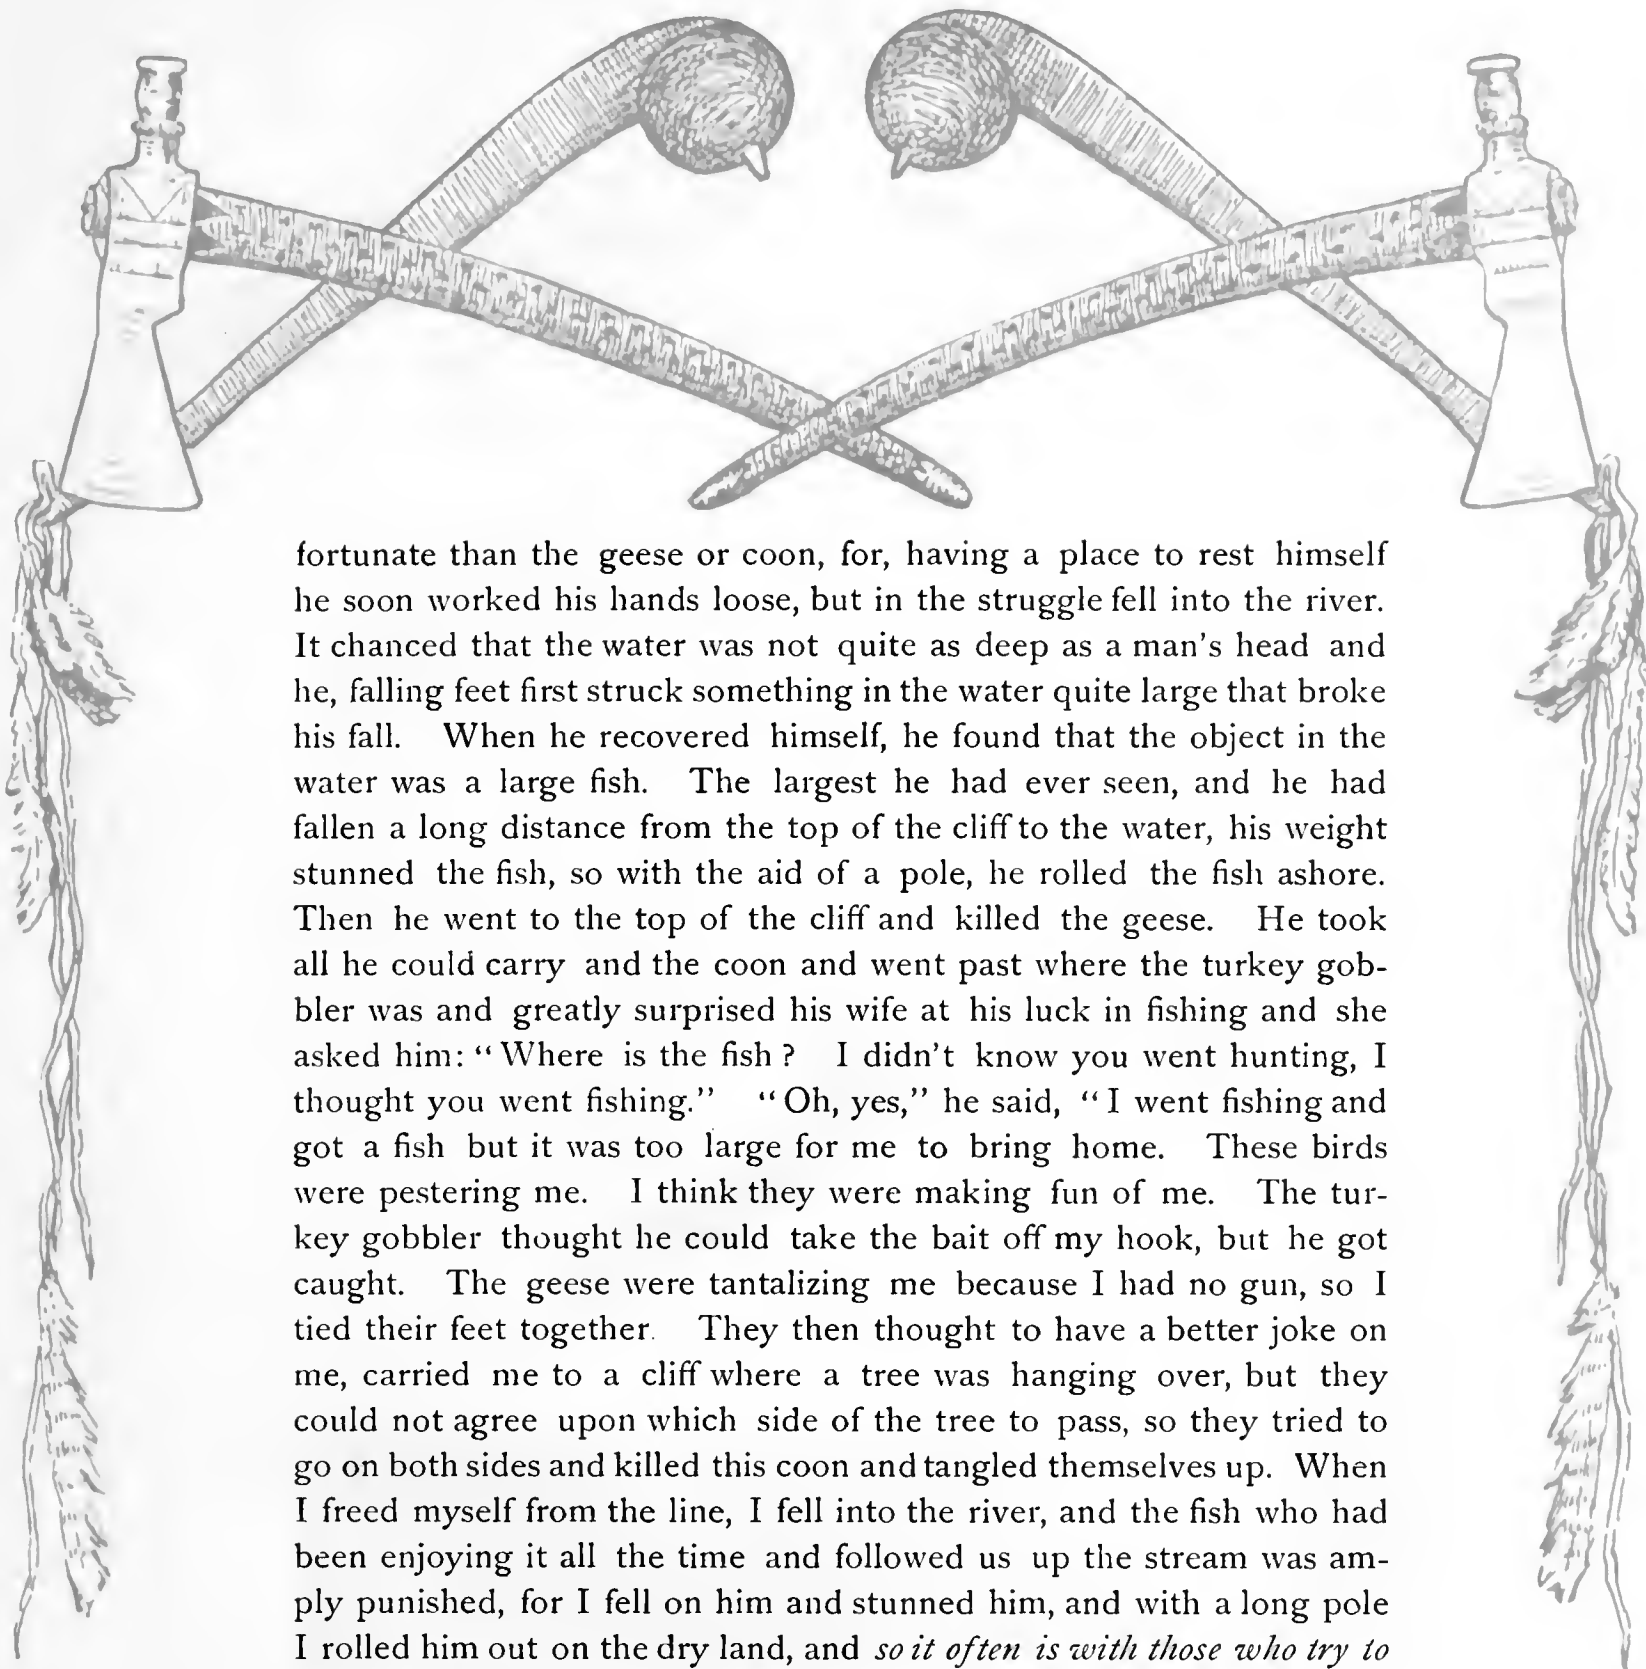 fortunate than the geese or coon, for, having a place to rest himself
he soon worked his hands loose, but in the struggle fell into the river.
It chanced that the water was not quite as deep as a man's head and
he, falling feet first struck something in the water quite large that broke
his fall. When he recovered himself, he found that the object in the
water was a large fish. The largest he had ever seen, and he had
fallen a long distance from the top of the cliff to the water, his weight
stunned the fish, so with the aid of a pole, he rolled the fish ashore.
Then he went to the top of the cliff and killed the geese. He took
all he could carry and the coon and went past where the turkey gob-
bler was and greatly surprised his wife at his luck in fishing and she
asked him: "Where is the fish? I didn't know you went hunting, I
thought you went fishing." "Oh, yes," he said, "I went fishing and
got a fish but it was too large for me to bring home. These birds
were pestering me. I think they were making fun of me. The tur-
key gobbler thought he could take the bait off my hook, but he got
caught. The geese were tantalizing me because I had no gun, so I
tied their feet together. They then thought to have a better joke on
me, carried me to a cliff where a tree was hanging over, but they
could not agree upon which side of the tree to pass, so they tried to
go on both sides and killed this coon and tangled themselves up. When
I freed myself from the line, I fell into the river, and the fish who had
been enjoying it all the time and followed us up the stream was am-
ply punished, for I fell on him and stunned him, and with a long pole
I rolled him out on the dry land, and so it often is with those who try to